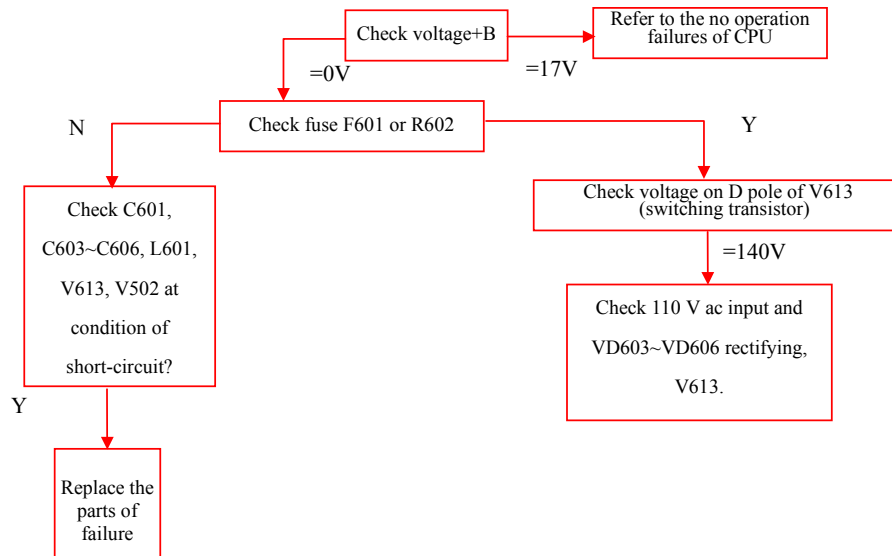 Check voltage+B
Refer to the no operation
failures of CPU
=0V
=17V
N
Check fuse F601 or R602
Y
Check C601,
C603~C606, L601,
V613, V502 at
condition of
short-circuit?
Check voltage on D pole of V613
(switching transistor)
=140V
Check 110 V ac input and
VD603~VD606 rectifying,
V613.
Y
Replace the
parts of
failure